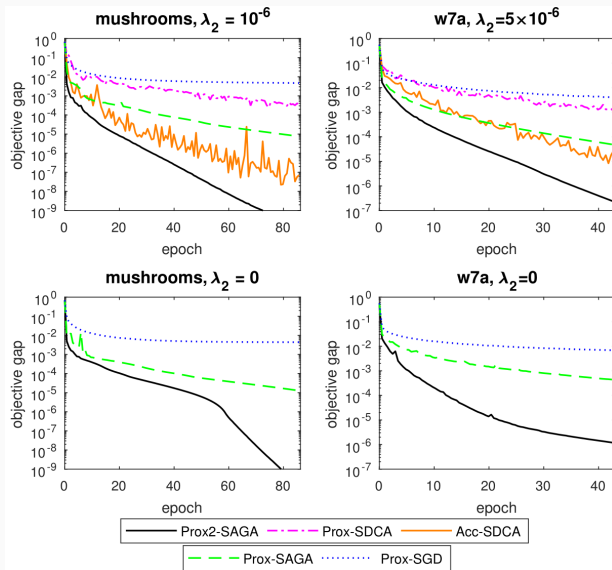 mushrooms, λ₂ = 10⁻⁶
objective gap
10⁰
10⁻¹
10⁻²
10⁻³
10⁻⁴
10⁻⁵
10⁻⁶
10⁻⁷
10⁻⁸
10⁻⁹
0 20 40 60 80
epoch
w7a, λ₂=5×10⁻⁶
objective gap
10⁰
10⁻¹
10⁻²
10⁻³
10⁻⁴
10⁻⁵
10⁻⁶
10⁻⁷
0 10 20 30 40
epoch
mushrooms, λ₂ = 0
objective gap
10⁰
10⁻¹
10⁻²
10⁻³
10⁻⁴
10⁻⁵
10⁻⁶
10⁻⁷
10⁻⁸
10⁻⁹
0 20 40 60 80
epoch
w7a, λ₂=0
objective gap
10⁰
10⁻¹
10⁻²
10⁻³
10⁻⁴
10⁻⁵
10⁻⁶
10⁻⁷
0 10 20 30 40
epoch
Prox2-SAGA Prox-SDCA Acc-SDCA
Prox-SAGA Prox-SGD